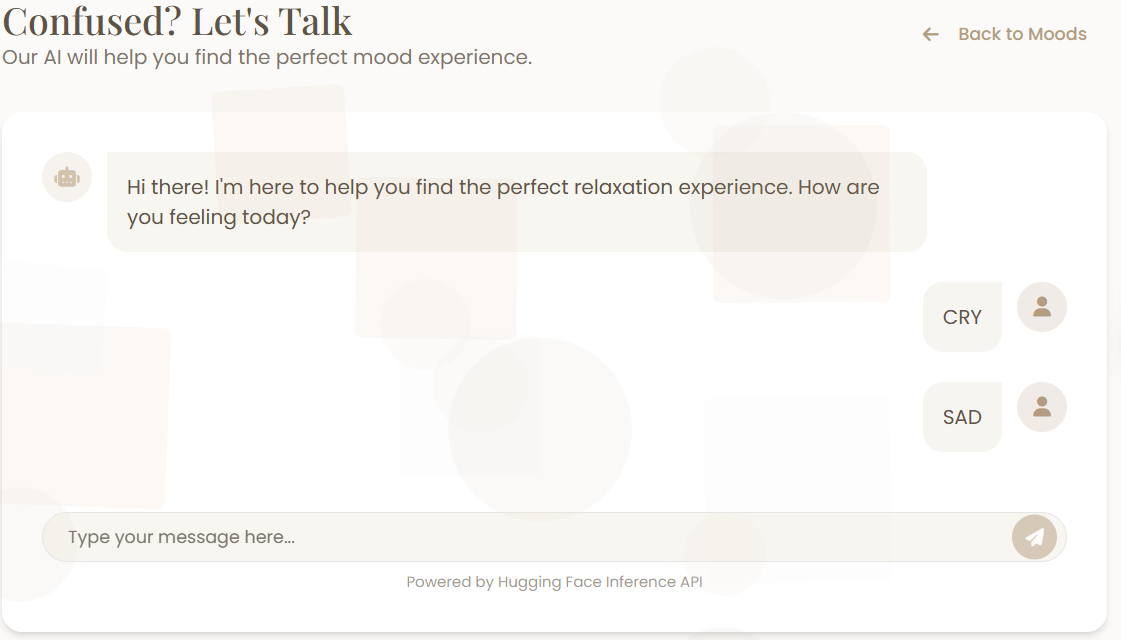 Confused? Let's Talk
Our AI will help you find the perfect mood experience.
Back to Moods
Hi there! I'm here to help you find the perfect relaxation experience. How are
you feeling today?
CRY
SAD
Type your message here...
Powered by Hugging Face Inference API